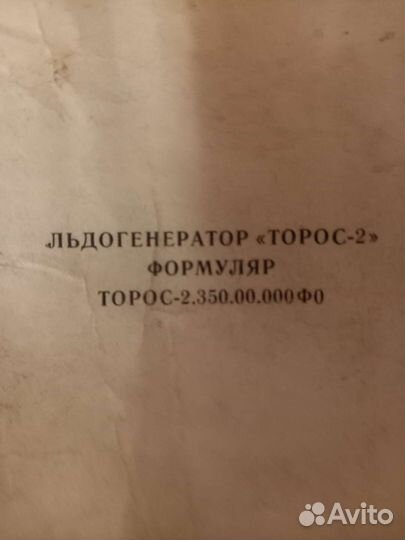 ЛЬДОГЕНЕРАТОР «ТОРОС-2»
ФОРМУЛЯР
ТОРОС-2.350.00.000ФО
Avito